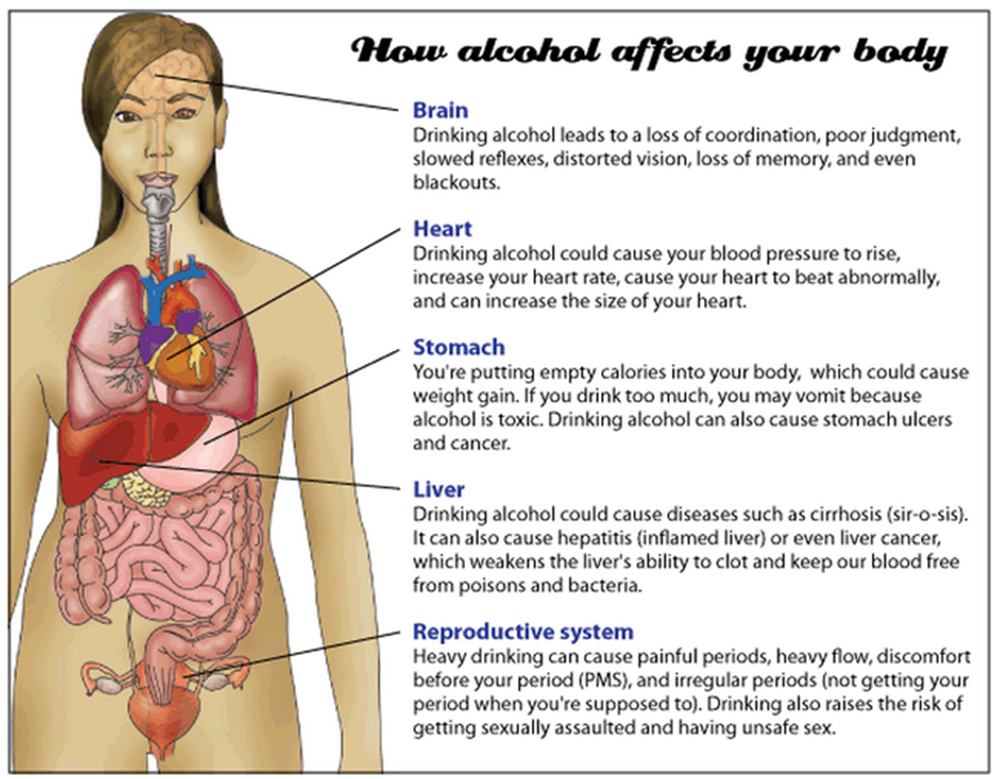 How alcohol affects your body
Brain
Drinking alcohol leads to a loss of coordination, poor judgment,
slowed reflexes, distorted vision, loss of memory, and even
blackouts.
Heart
Drinking alcohol could cause your blood pressure to rise,
increase your heart rate, cause your heart to beat abnormally,
and can increase the size of your heart.
Stomach
You're putting empty calories into your body, which could cause
weight gain. If you drink too much, you may vomit because
alcohol is toxic. Drinking alcohol can also cause stomach ulcers
and cancer.
Liver
Drinking alcohol could cause diseases such as cirrhosis (sir-o-sis).
It can also cause hepatitis (inflamed liver) or even liver cancer,
which weakens the liver's ability to clot and keep our blood free
from poisons and bacteria.
Reproductive system
Heavy drinking can cause painful periods, heavy flow, discomfort
before your period (PMS), and irregular periods (not getting your
period when you're supposed to). Drinking also raises the risk of
getting sexually assaulted and having unsafe sex.